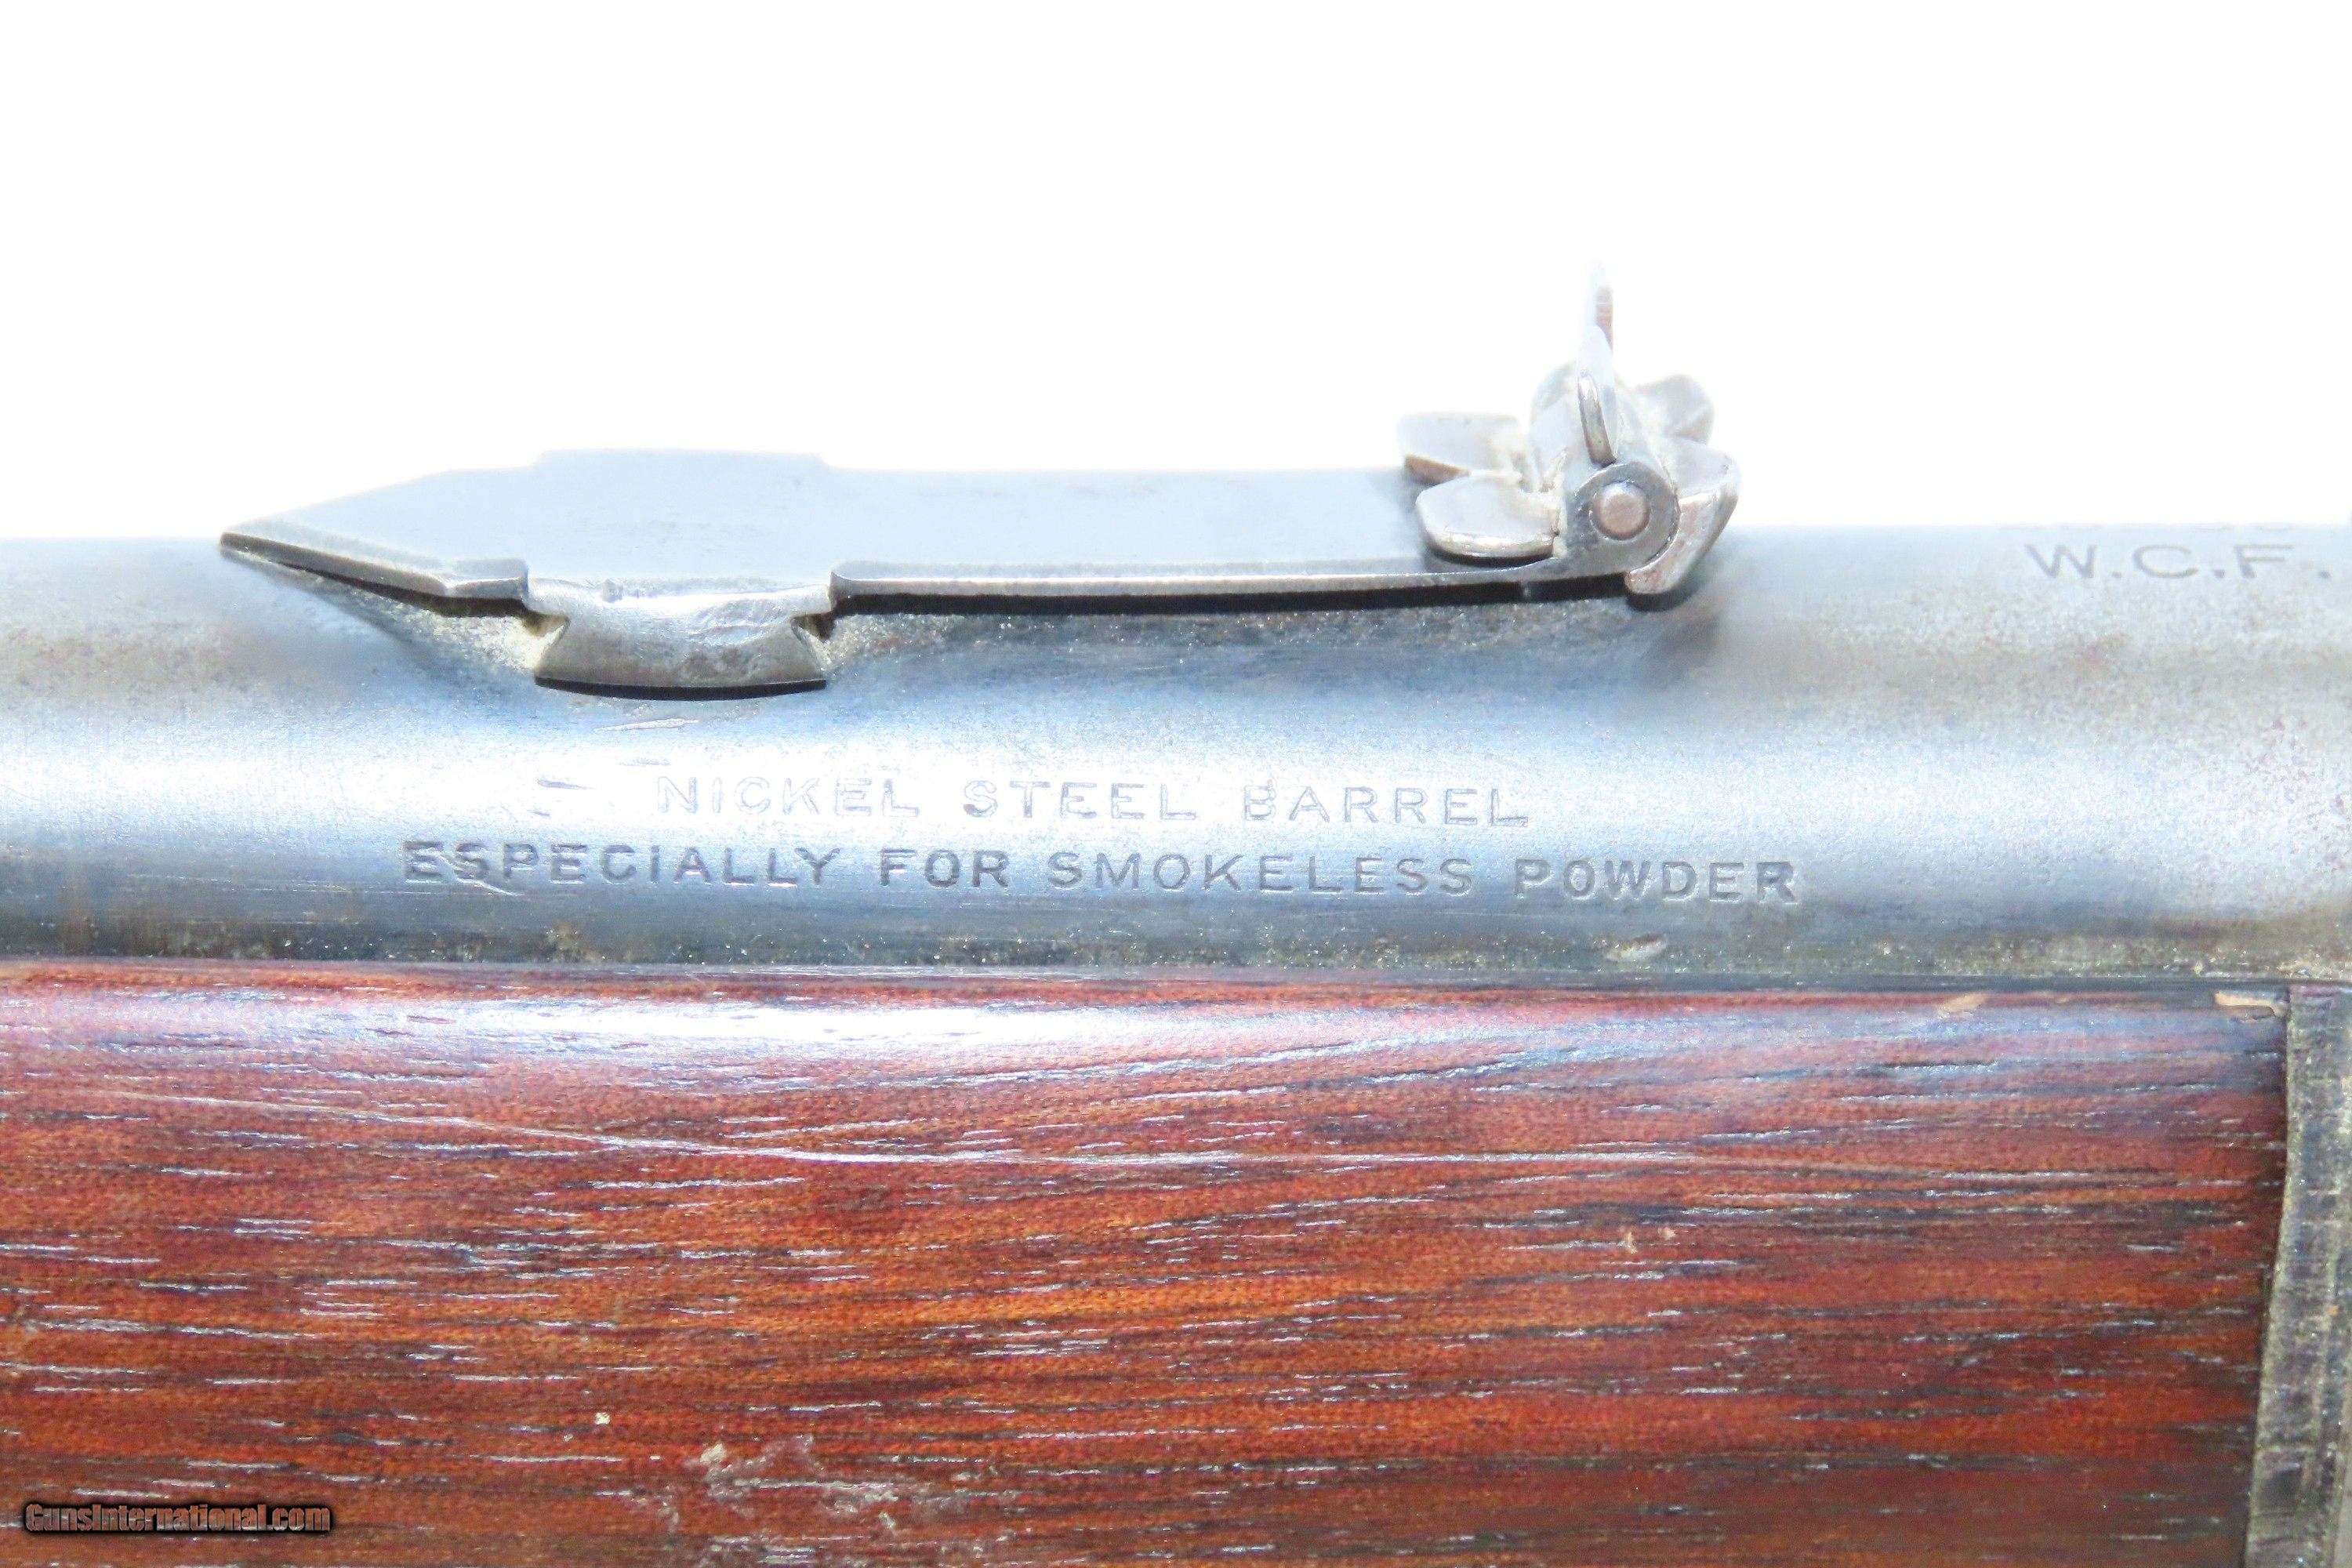 W.C.F.
NICKEL STEEL BARREL
ESPECIALLY FOR SMOKELESS POWDER
GunsInternational.com